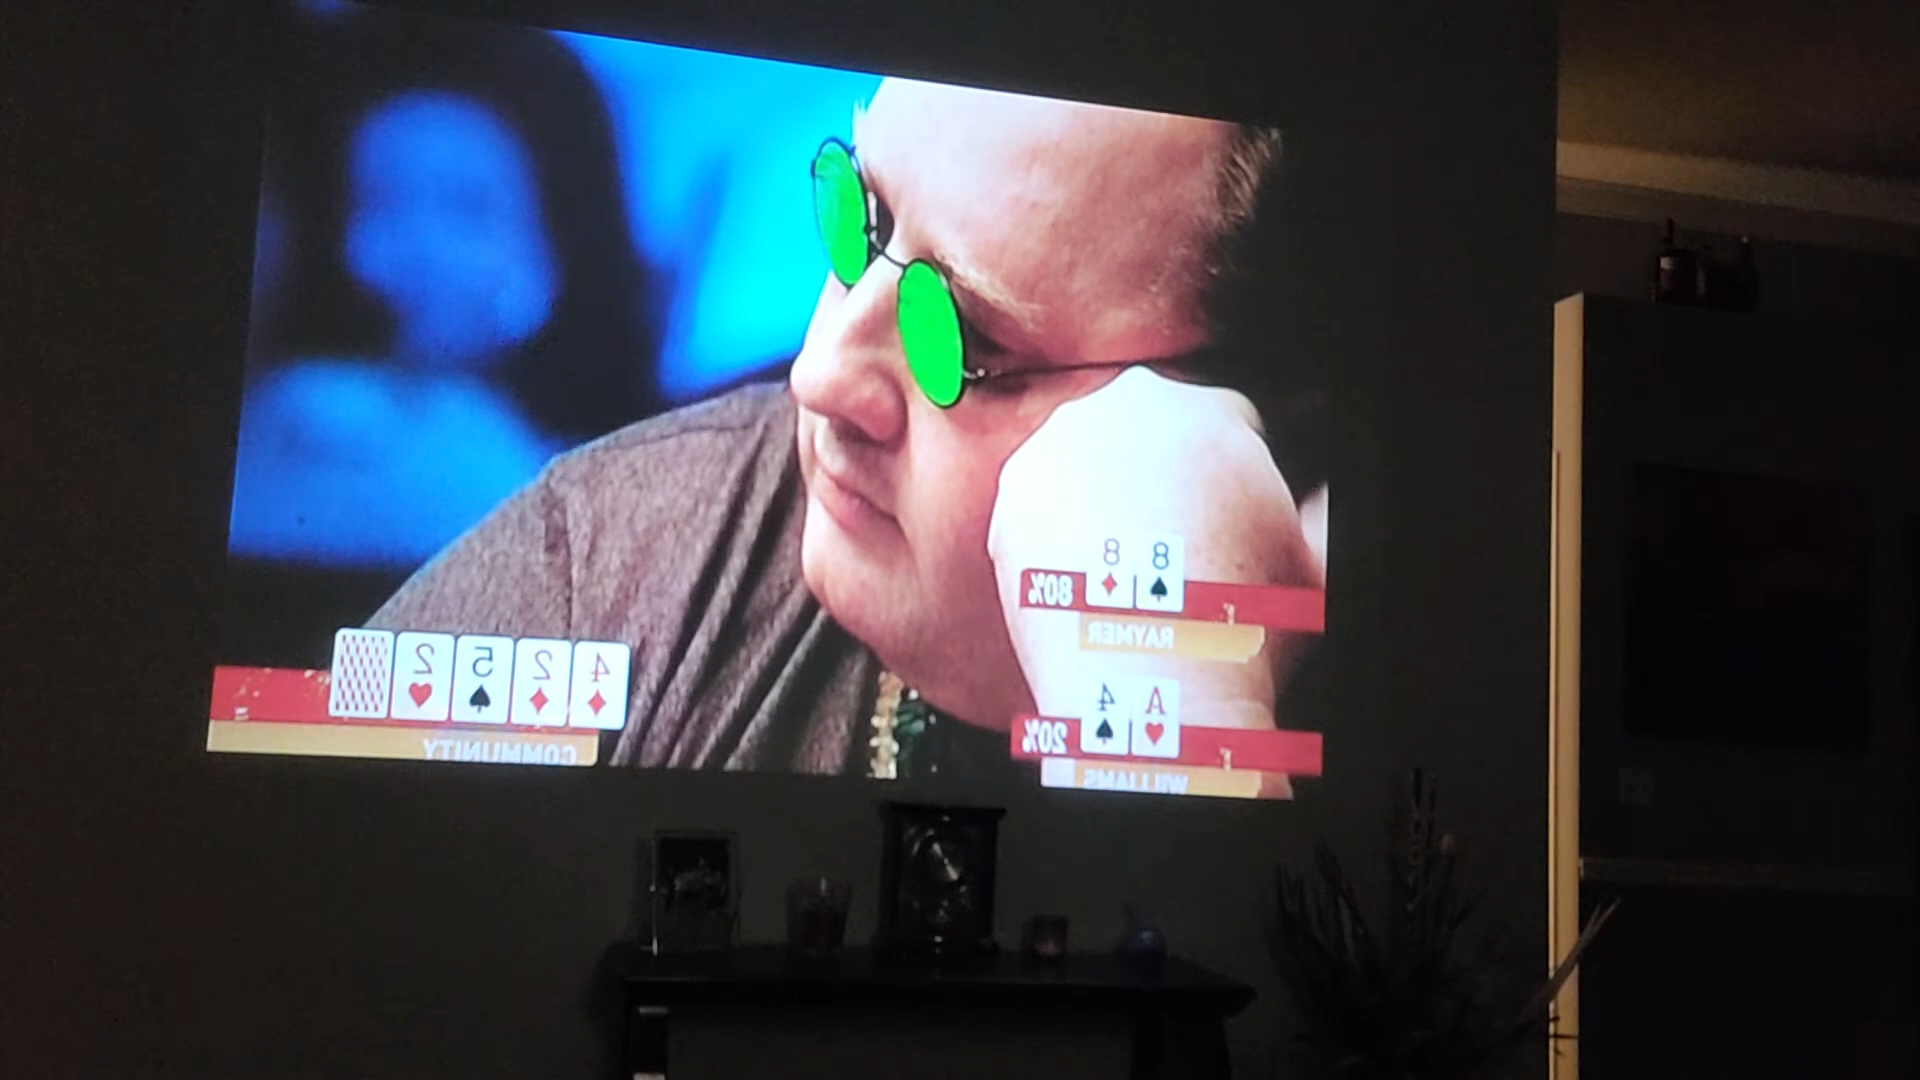 8 8 80%
RAYMER
A 4 20%
WILLIAMS
4 2 5 2
COMMUNITY